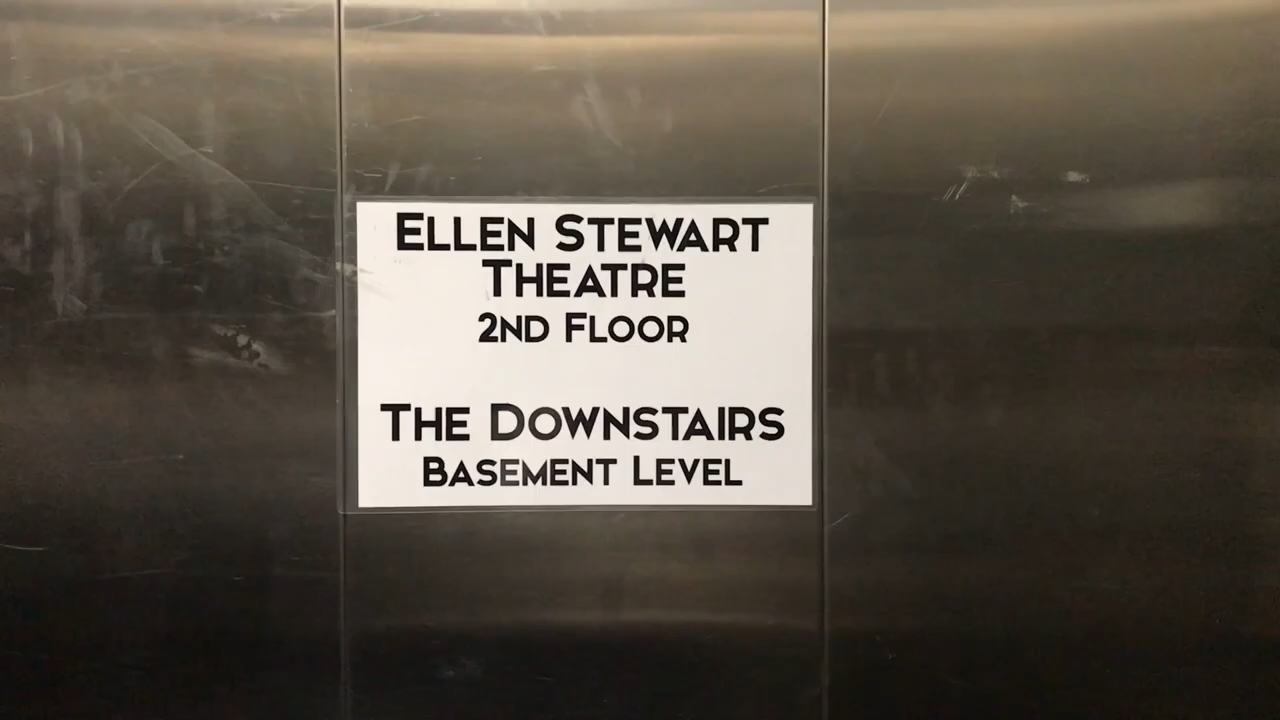 ELLEN STEWART
THEATRE
2ND FLOOR
THE DOWNSTAIRS
BASEMENT LEVEL